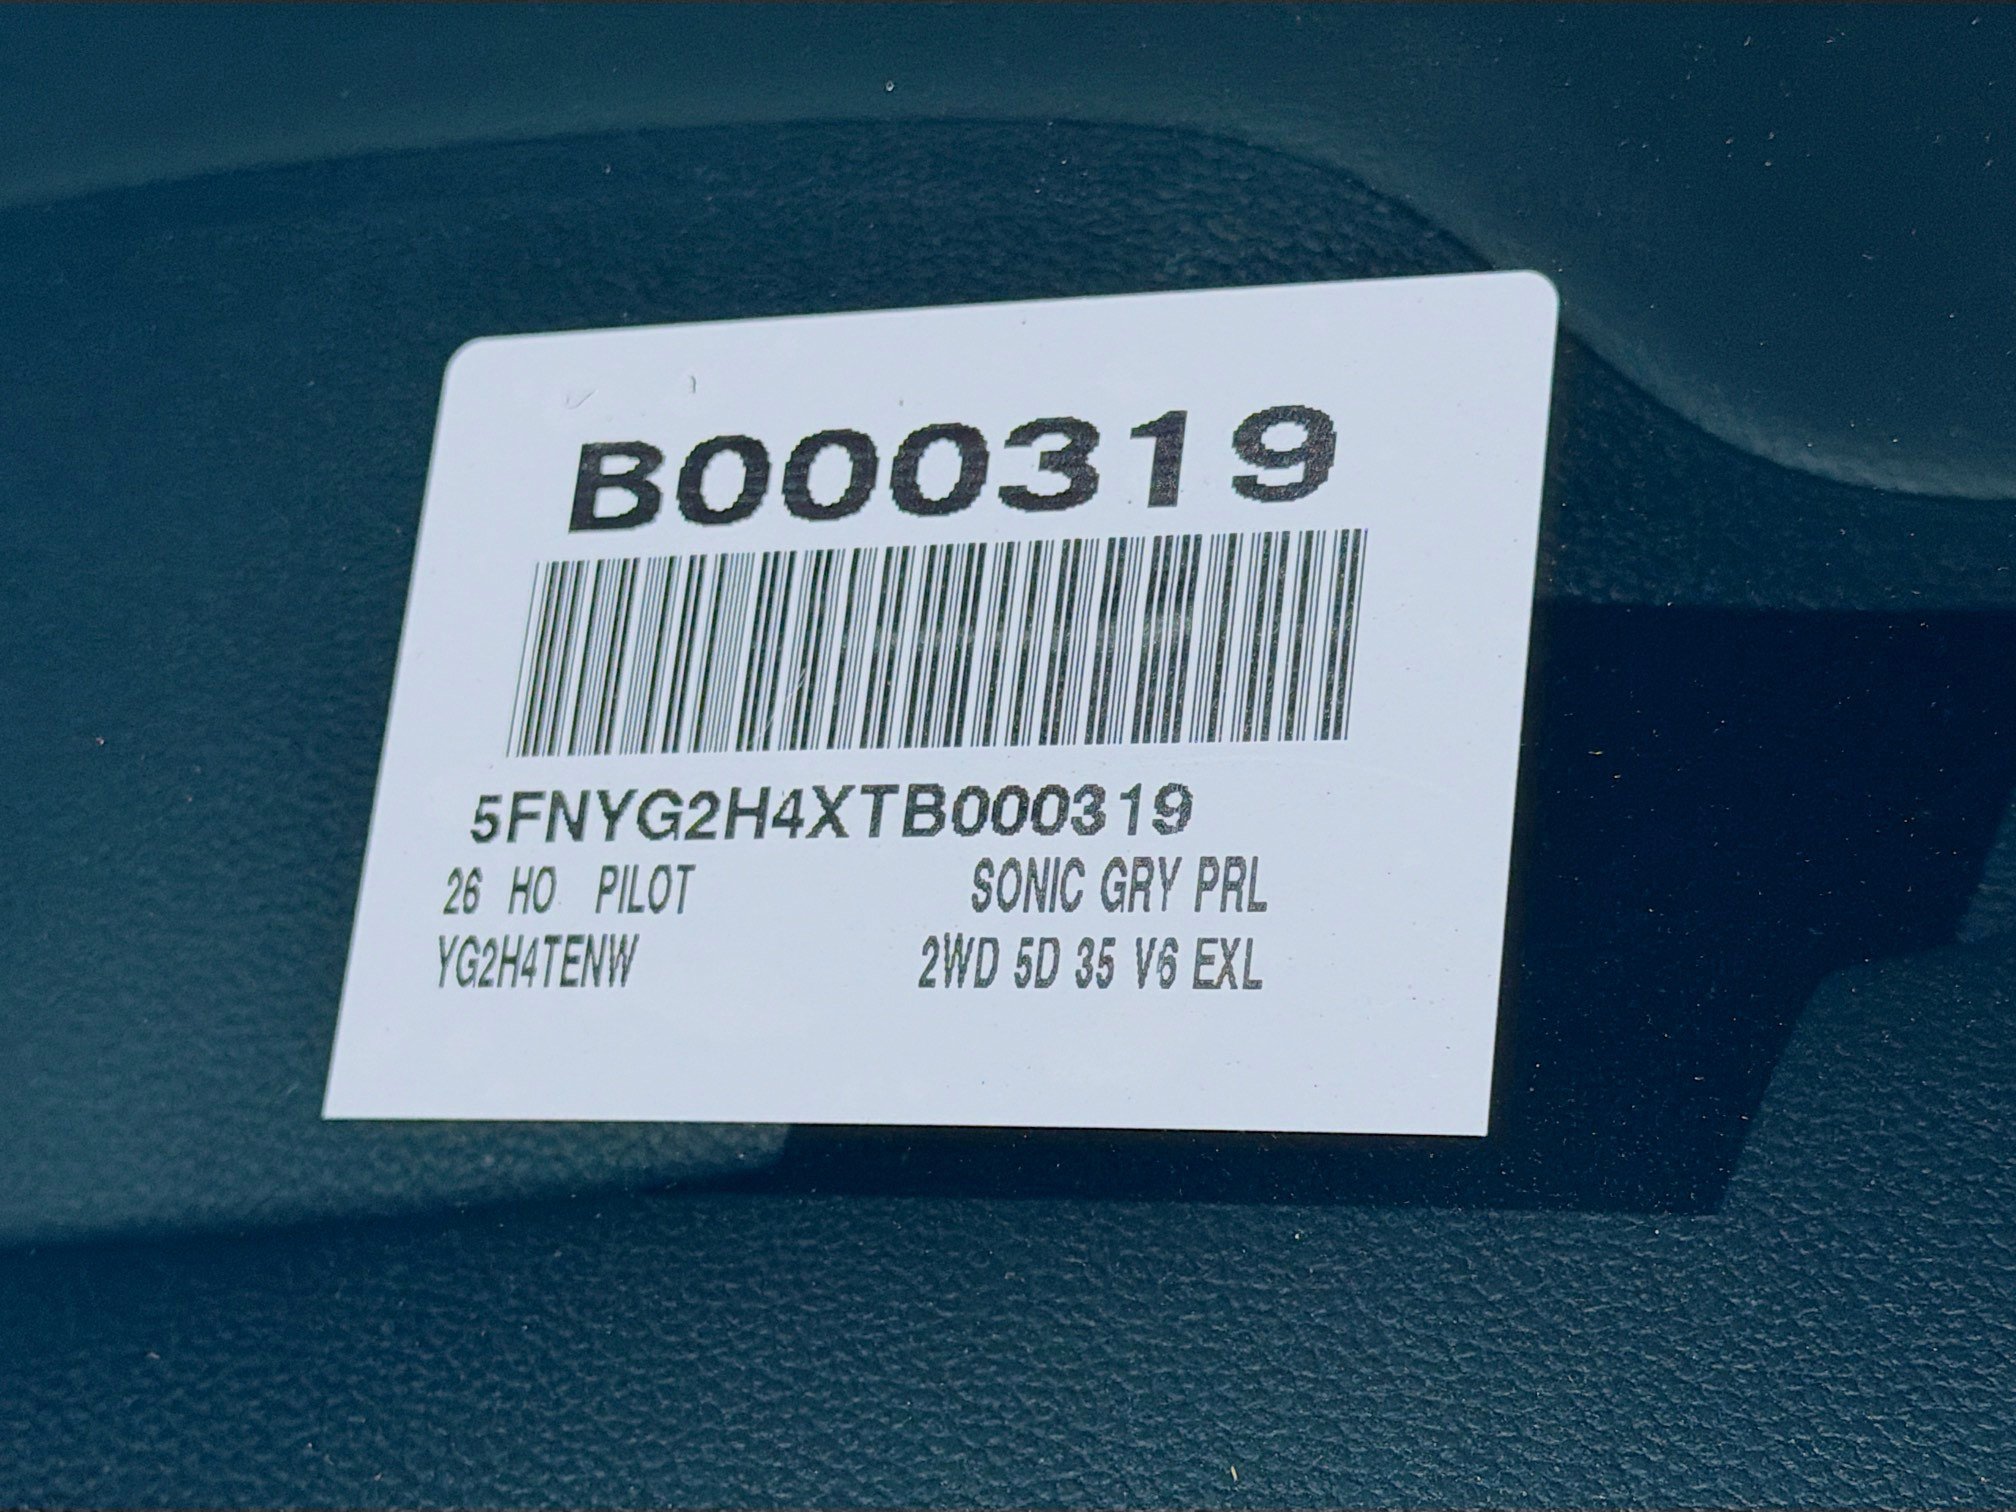 B000319
5FNYG2H4XTB000319
26 HO PILOT SONIC GRY PRL
YG2H4TENW 2WD 5D 35 V6 EXL